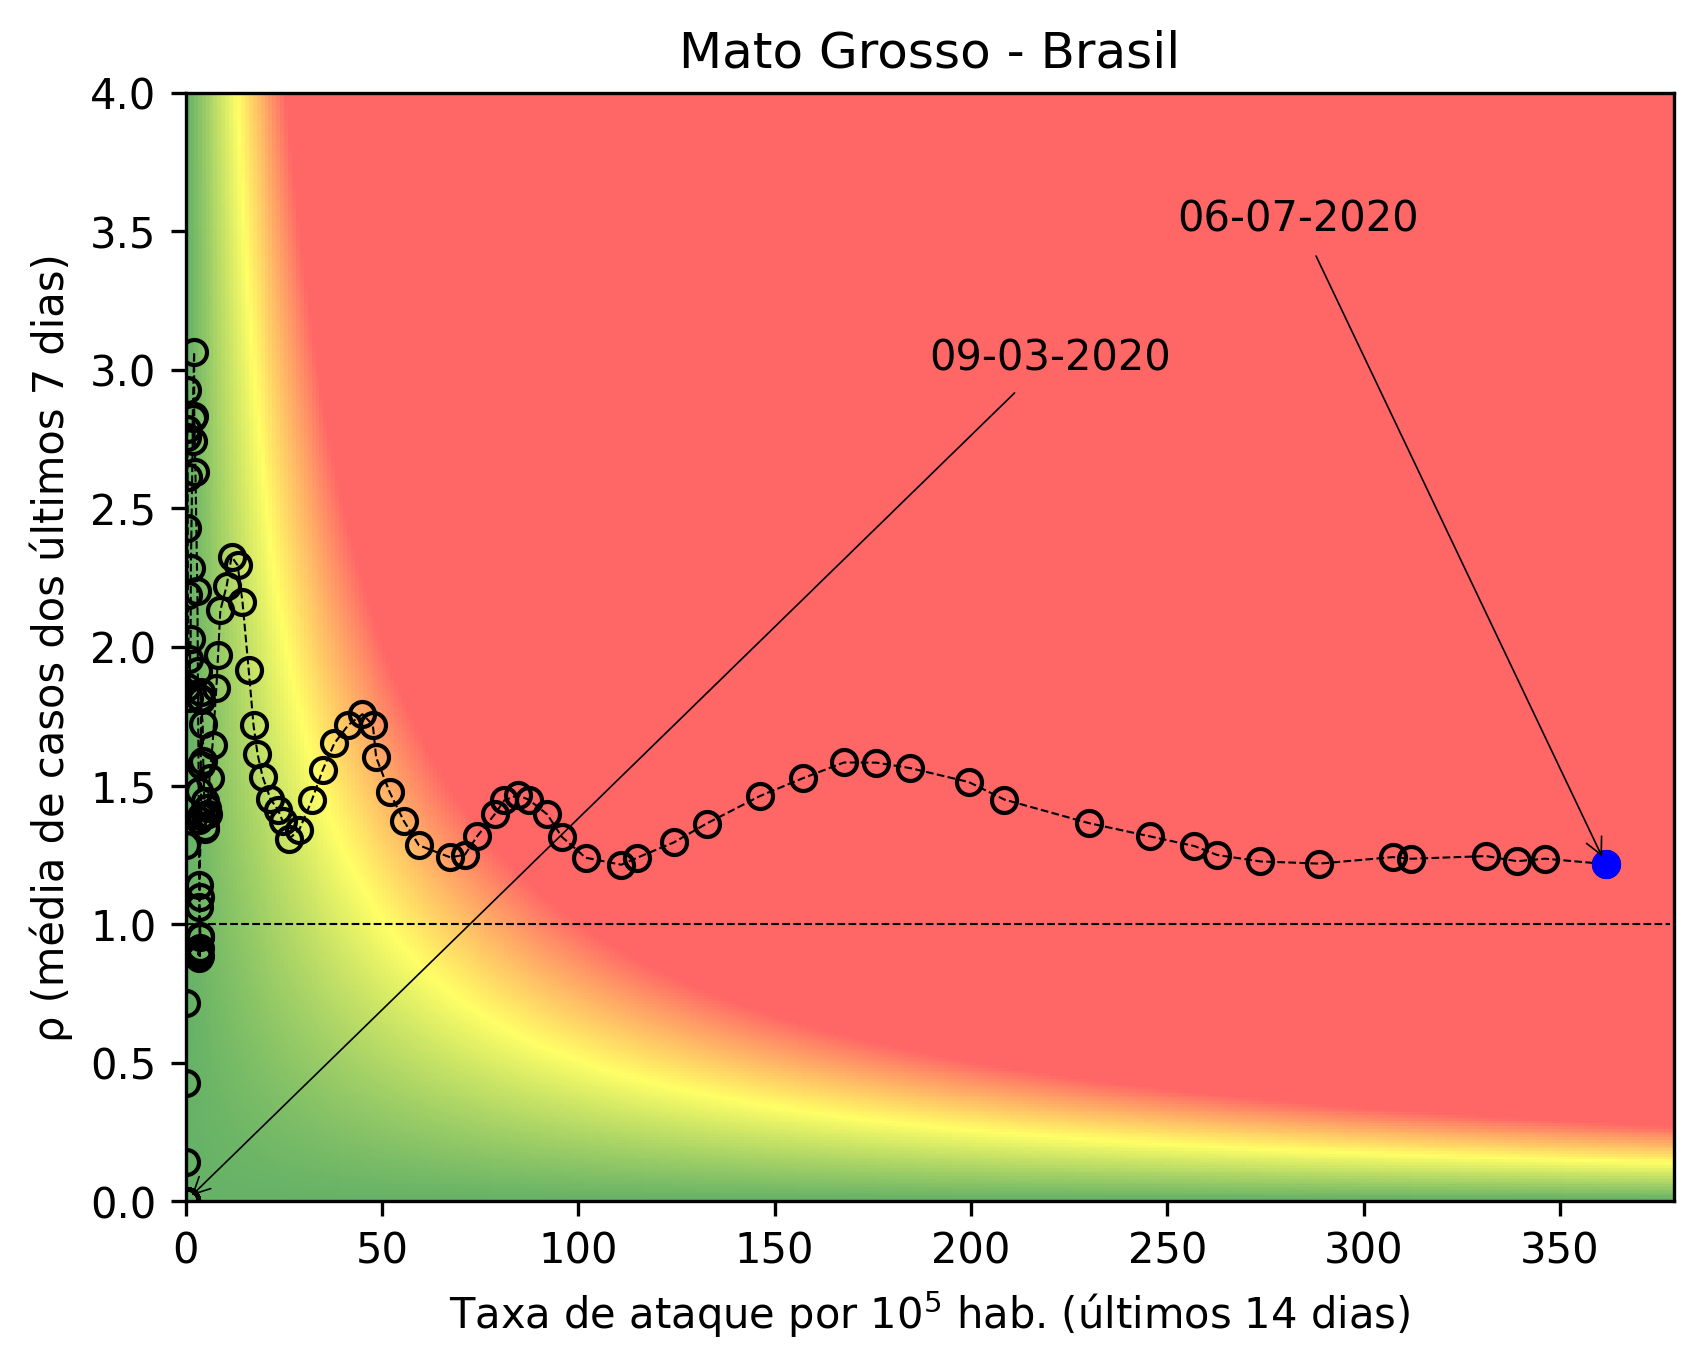 Mato Grosso - Brasil
4.0
3.5
3.0
2.5
2.0
1.5
1.0
0.5
0.0
ρ (média de casos dos últimos 7 dias)
06-07-2020
09-03-2020
0 50 100 150 200 250 300 350
Taxa de ataque por 10⁵ hab. (últimos 14 dias)